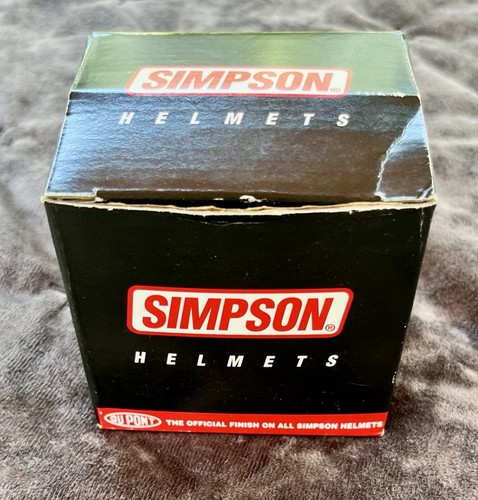 SIMPSON®
HELMETS
SIMPSON®
HELMETS
DU PONT THE OFFICIAL FINISH ON ALL SIMPSON HELMETS